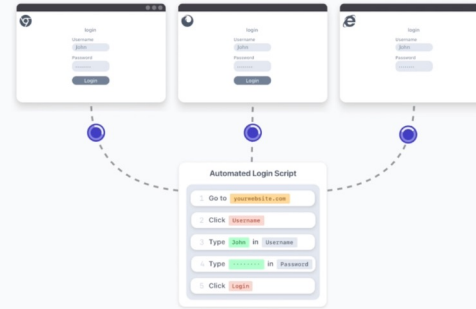 login
Username
John
Password
Login
login
Username
John
Password
Login
login
Username
John
Password
Automated Login Script
1 Go to yourwebsite.com
2 Click Username
3 Type John in Username
4 Type ········ in Password
5 Click Login